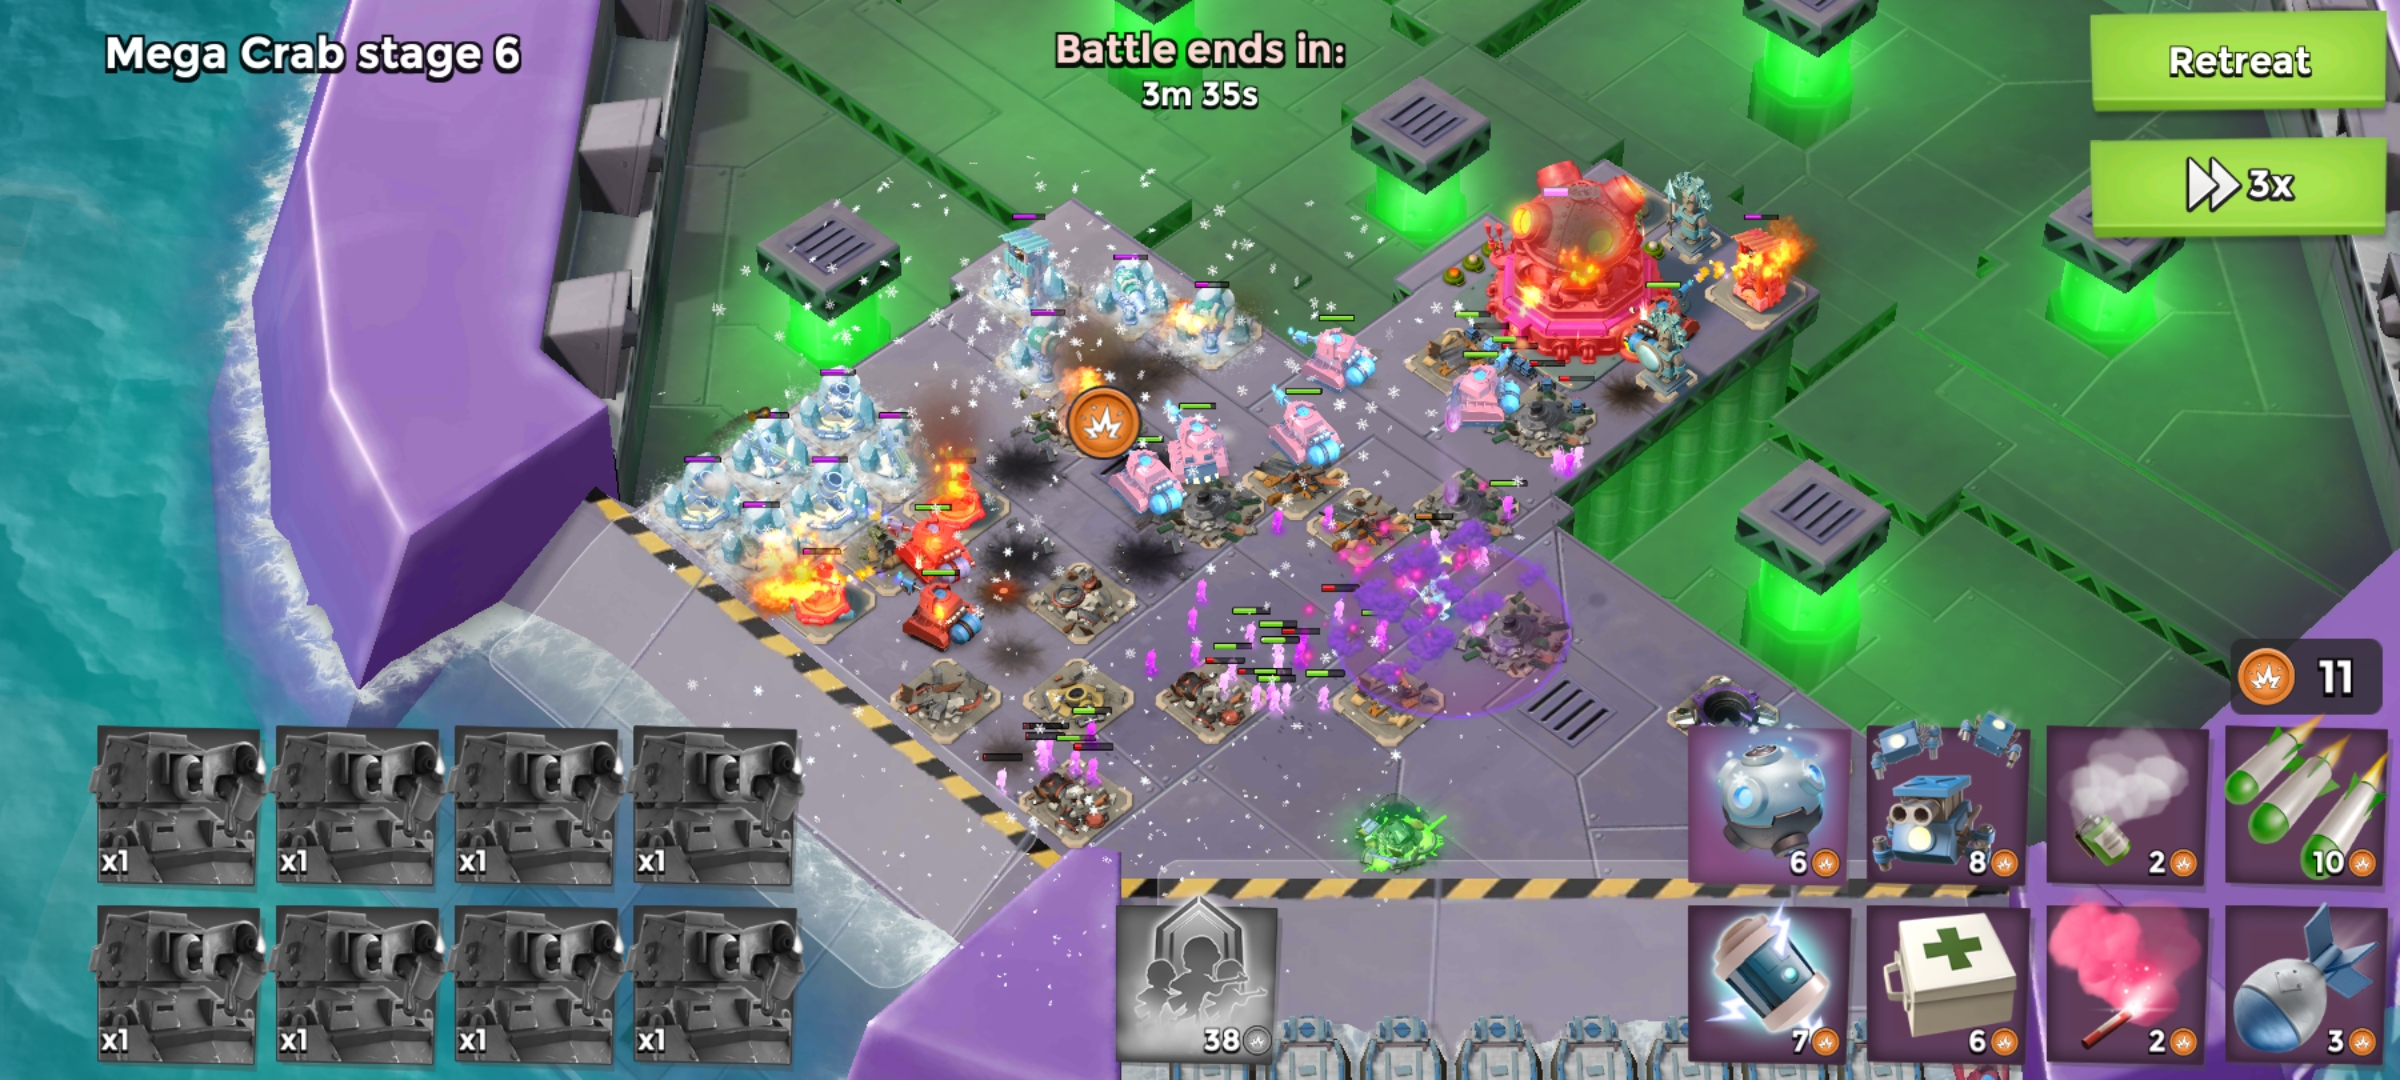 Mega Crab stage 6
Battle ends in:
3m 35s
Retreat
3x
11
x1
x1
x1
x1
6
8
2
10
x1
x1
x1
x1
38
7
6
2
3